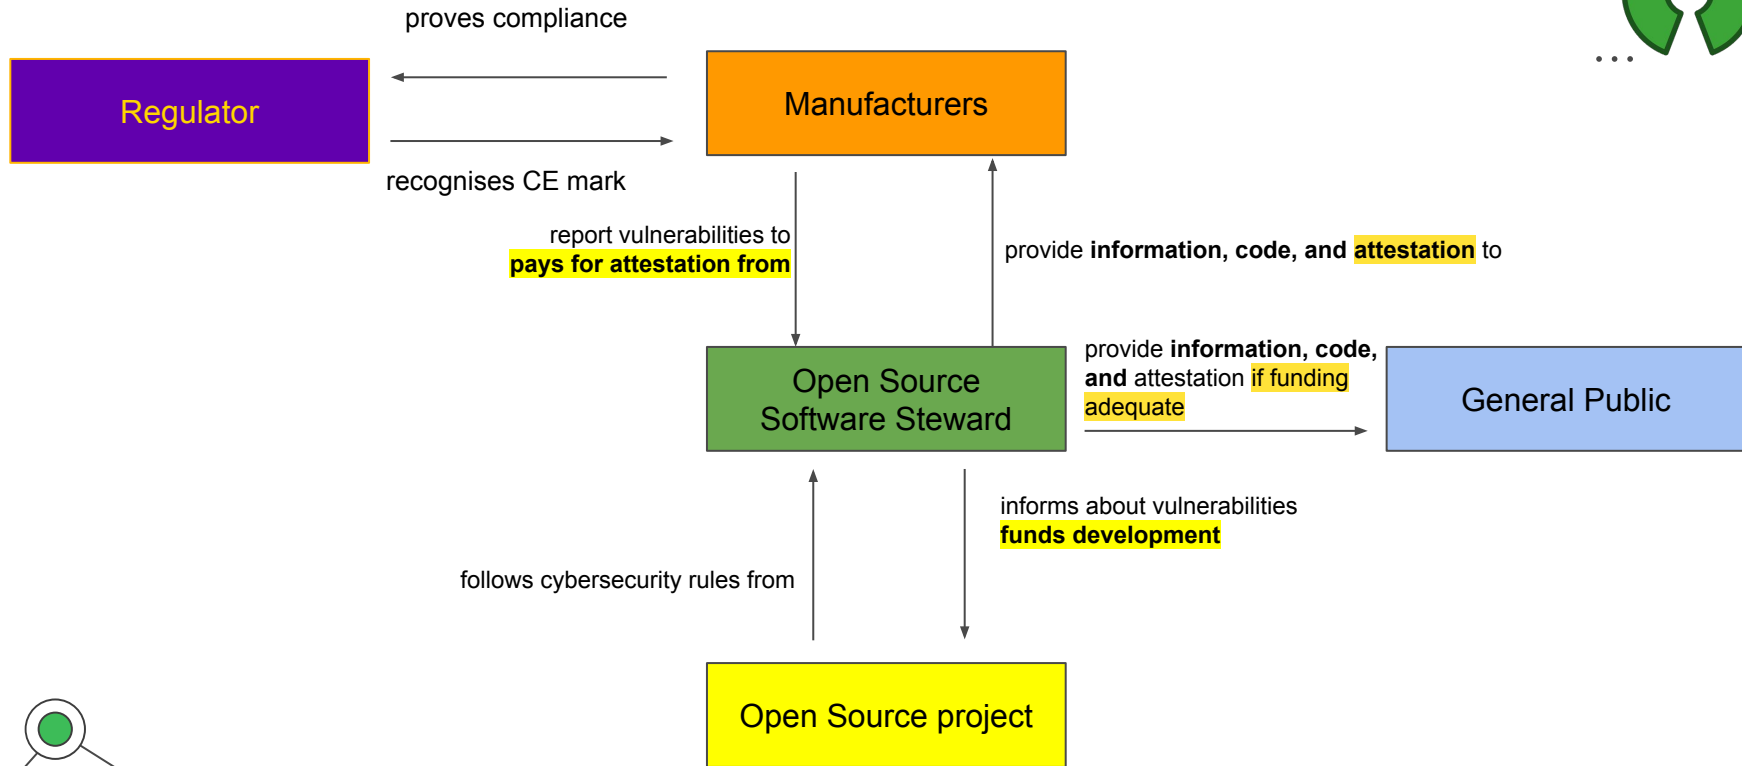 proves compliance
Regulator
Manufacturers
recognises CE mark
report vulnerabilities to
pays for attestation from
provide information, code, and attestation to
Open Source
Software Steward
provide information, code,
and attestation if funding
adequate
General Public
informs about vulnerabilities
funds development
follows cybersecurity rules from
Open Source project
...